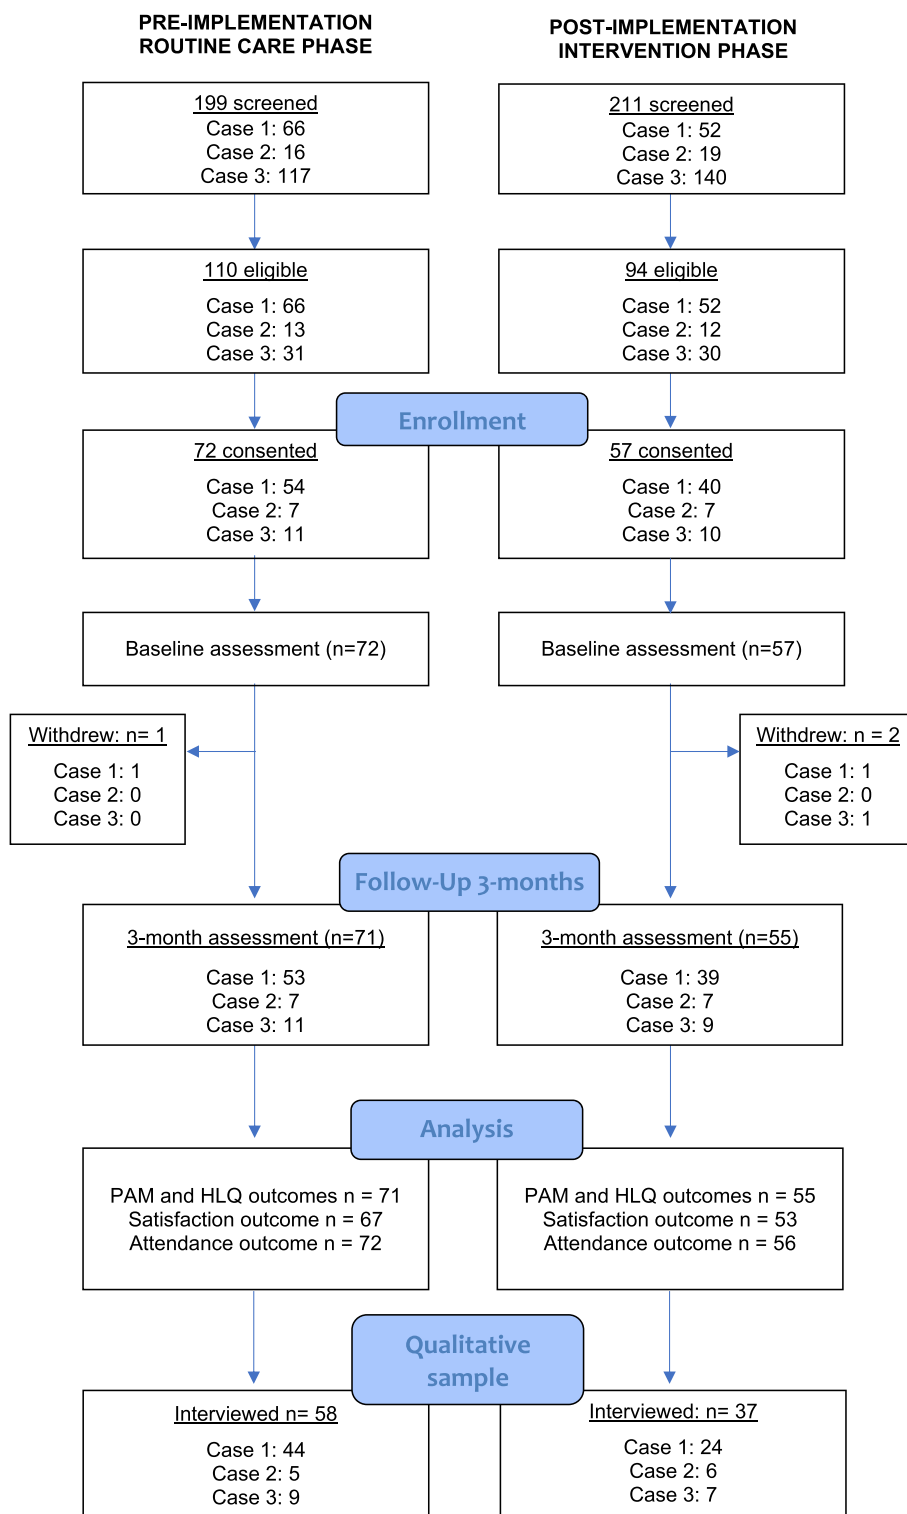 PRE-IMPLEMENTATION
ROUTINE CARE PHASE
POST-IMPLEMENTATION
INTERVENTION PHASE
199 screened
Case 1: 66
Case 2: 16
Case 3: 117
211 screened
Case 1: 52
Case 2: 19
Case 3: 140
110 eligible
Case 1: 66
Case 2: 13
Case 3: 31
94 eligible
Case 1: 52
Case 2: 12
Case 3: 30
Enrollment
72 consented
Case 1: 54
Case 2: 7
Case 3: 11
57 consented
Case 1: 40
Case 2: 7
Case 3: 10
Baseline assessment (n=72)
Baseline assessment (n=57)
Withdrew: n= 1
Case 1: 1
Case 2: 0
Case 3: 0
Withdrew: n = 2
Case 1: 1
Case 2: 0
Case 3: 1
Follow-Up 3-months
3-month assessment (n=71)
Case 1: 53
Case 2: 7
Case 3: 11
3-month assessment (n=55)
Case 1: 39
Case 2: 7
Case 3: 9
Analysis
PAM and HLQ outcomes n = 71
Satisfaction outcome n = 67
Attendance outcome n = 72
PAM and HLQ outcomes n = 55
Satisfaction outcome n = 53
Attendance outcome n = 56
Qualitative
sample
Interviewed n= 58
Case 1: 44
Case 2: 5
Case 3: 9
Interviewed: n= 37
Case 1: 24
Case 2: 6
Case 3: 7